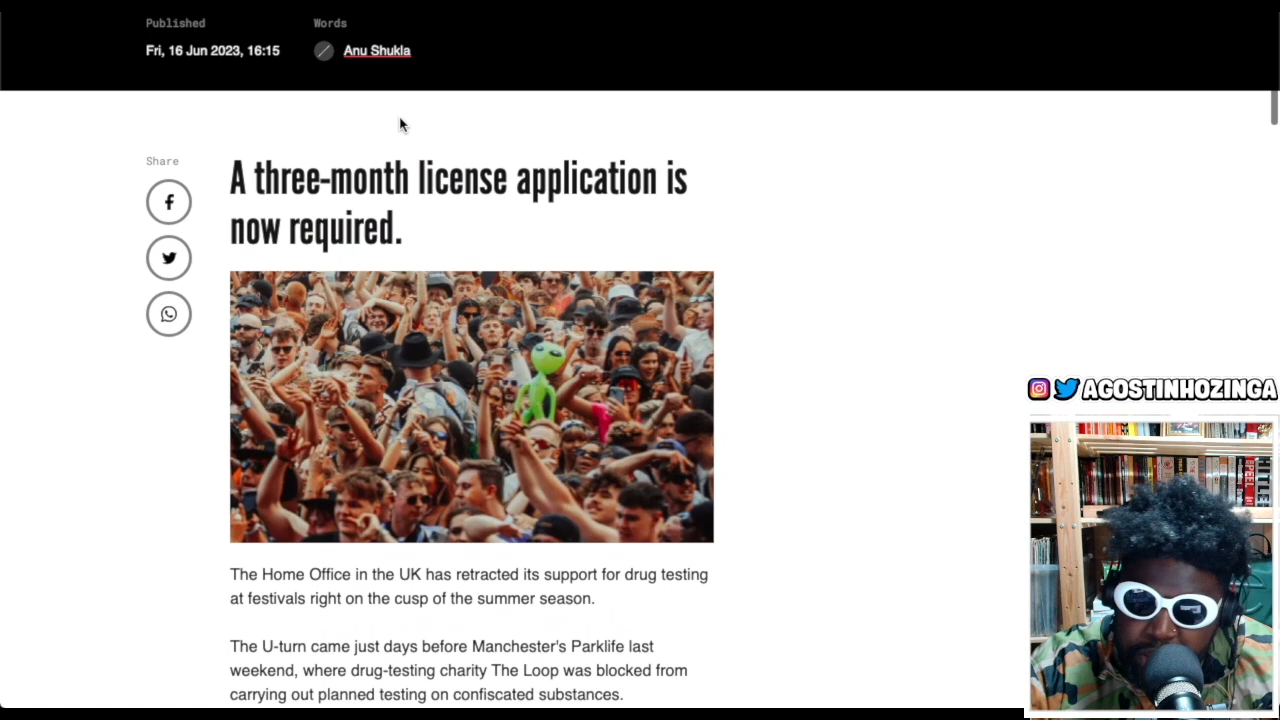 Published
Words
Fri, 16 Jun 2023, 16:15
Anu Shukla
Share
A three-month license application is
now required.
The Home Office in the UK has retracted its support for drug testing
at festivals right on the cusp of the summer season.
The U-turn came just days before Manchester's Parklife last
weekend, where drug-testing charity The Loop was blocked from
carrying out planned testing on confiscated substances.
AGOSTINHOZINGA